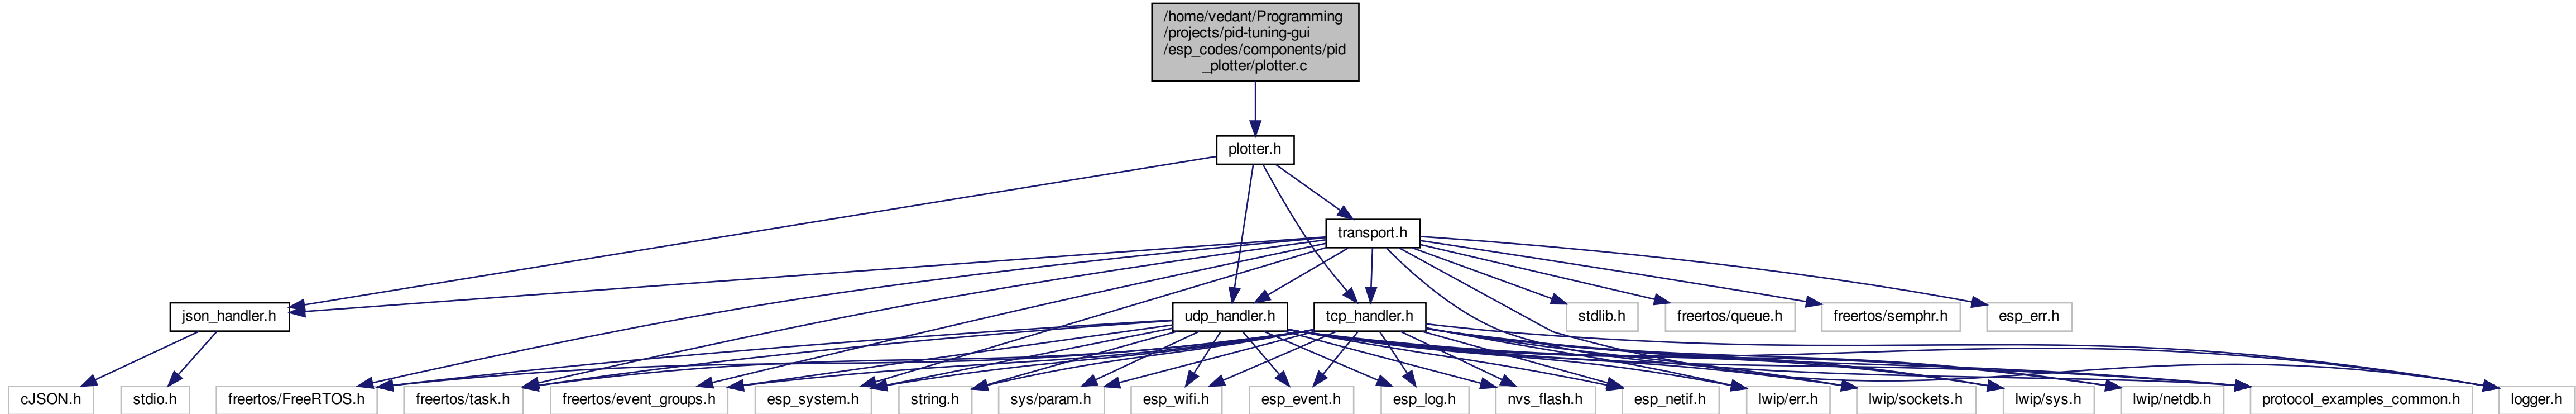 /home/vedant/Programming
/projects/pid-tuning-gui
/esp_codes/components/pid
_plotter/plotter.c
plotter.h
transport.h
json_handler.h
udp_handler.h
tcp_handler.h
stdlib.h
freertos/queue.h
freertos/semphr.h
esp_err.h
cJSON.h
stdio.h
freertos/FreeRTOS.h
freertos/task.h
freertos/event_groups.h
esp_system.h
string.h
sys/param.h
esp_wifi.h
esp_event.h
esp_log.h
nvs_flash.h
esp_netif.h
lwip/err.h
lwip/sockets.h
lwip/sys.h
lwip/netdb.h
protocol_examples_common.h
logger.h